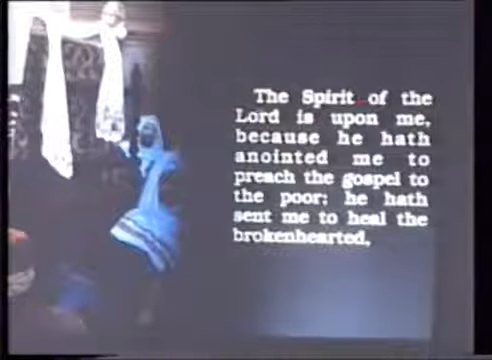 The Spirit of the
Lord is upon me,
because he hath
anointed me to
preach the gospel to
the poor; he hath
sent me to heal the
brokenhearted,